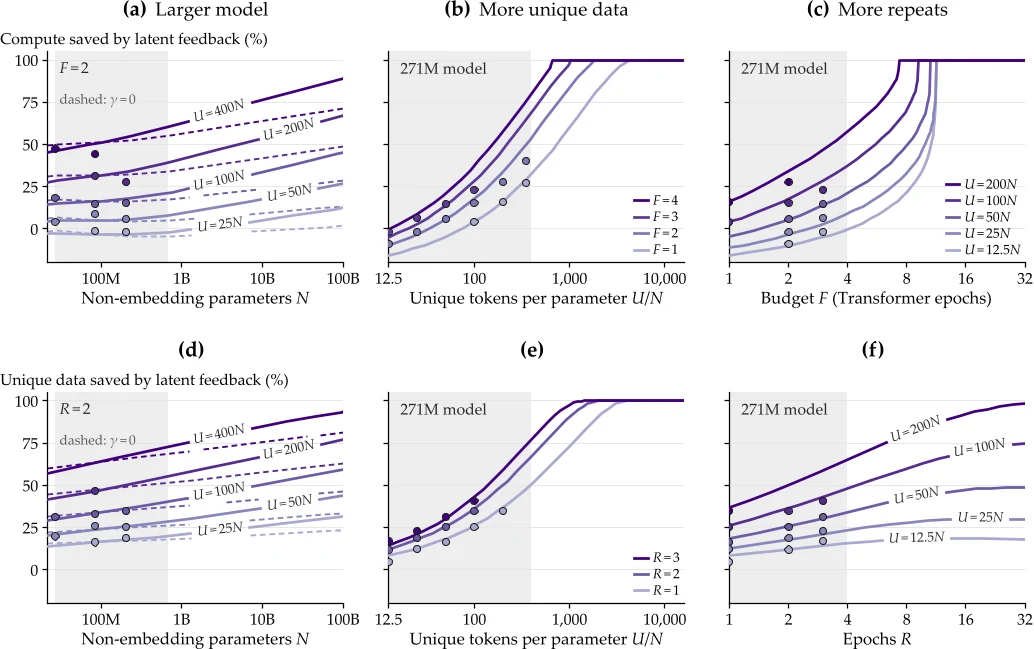 (a) Larger model
Compute saved by latent feedback (%)
F=2
dashed: γ=0
U=400N
U=200N
U=100N
U=50N
U=25N
100
75
50
25
0
100M 1B 10B 100B
Non-embedding parameters N
(b) More unique data
271M model
F=4
F=3
F=2
F=1
12.5 100 1,000 10,000
Unique tokens per parameter U/N
(c) More repeats
271M model
U=200N
U=100N
U=50N
U=25N
U=12.5N
1 2 4 8 16 32
Budget F (Transformer epochs)
(d)
Unique data saved by latent feedback (%)
R=2
dashed: γ=0
U=400N
U=200N
U=100N
U=50N
U=25N
100
75
50
25
0
100M 1B 10B 100B
Non-embedding parameters N
(e)
271M model
R=3
R=2
R=1
12.5 100 1,000 10,000
Unique tokens per parameter U/N
(f)
271M model
U=200N
U=100N
U=50N
U=25N
U=12.5N
1 2 4 8 16 32
Epochs R